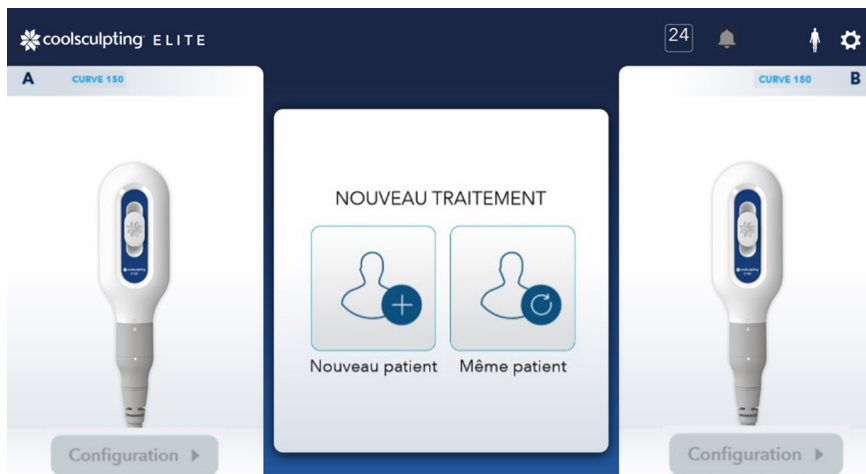 coolsculpting ELITE
24
A
CURVE 150
CURVE 150
B
NOUVEAU TRAITEMENT
Nouveau patient
Même patient
Configuration
Configuration